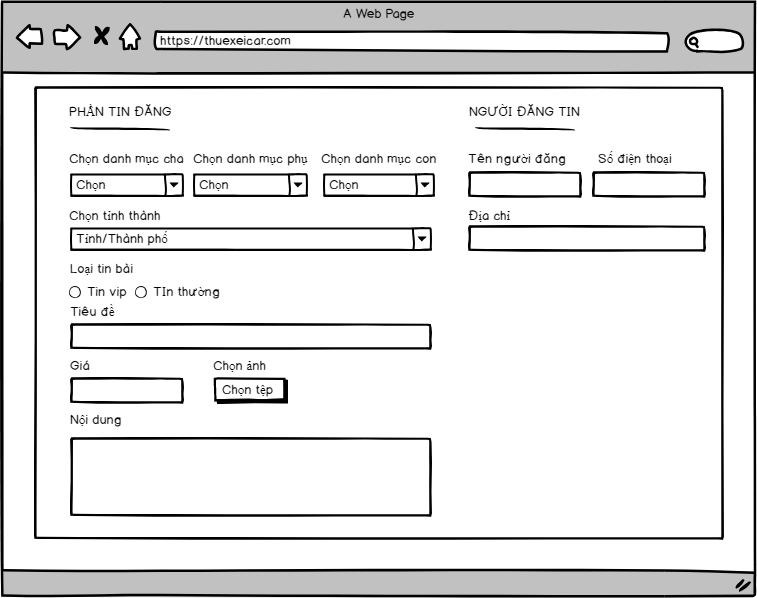 A Web Page
https://thuexeicar.com
PHẦN TIN ĐĂNG
NGƯỜI ĐĂNG TIN
Chọn danh mục cha Chọn danh mục phụ Chọn danh mục con
Tên người đăng Số điện thoại
Chọn Chọn Chọn
Chọn tỉnh thành
Địa chỉ
Tỉnh/Thành phố
Loại tin bài
Tin vip TIn thường
Tiêu đề
Giá Chọn ảnh
Chọn tệp
Nội dung